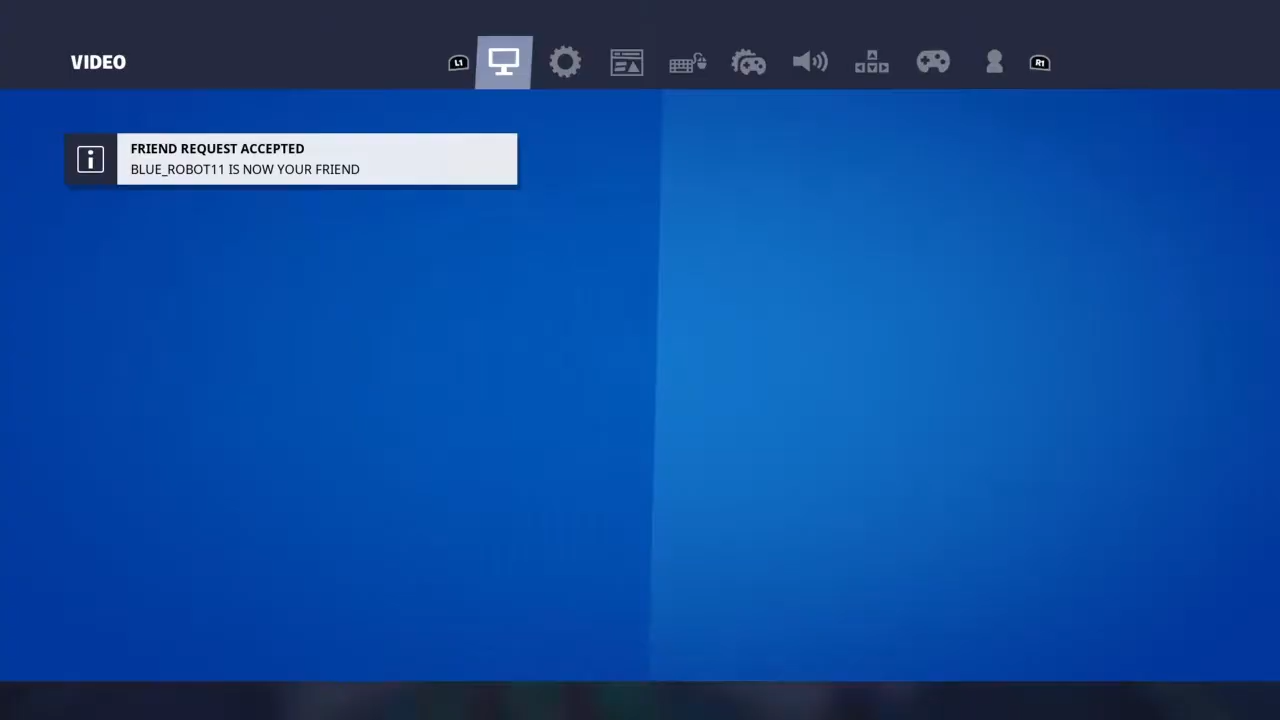 VIDEO
L1
R1
FRIEND REQUEST ACCEPTED
BLUE_ROBOT11 IS NOW YOUR FRIEND